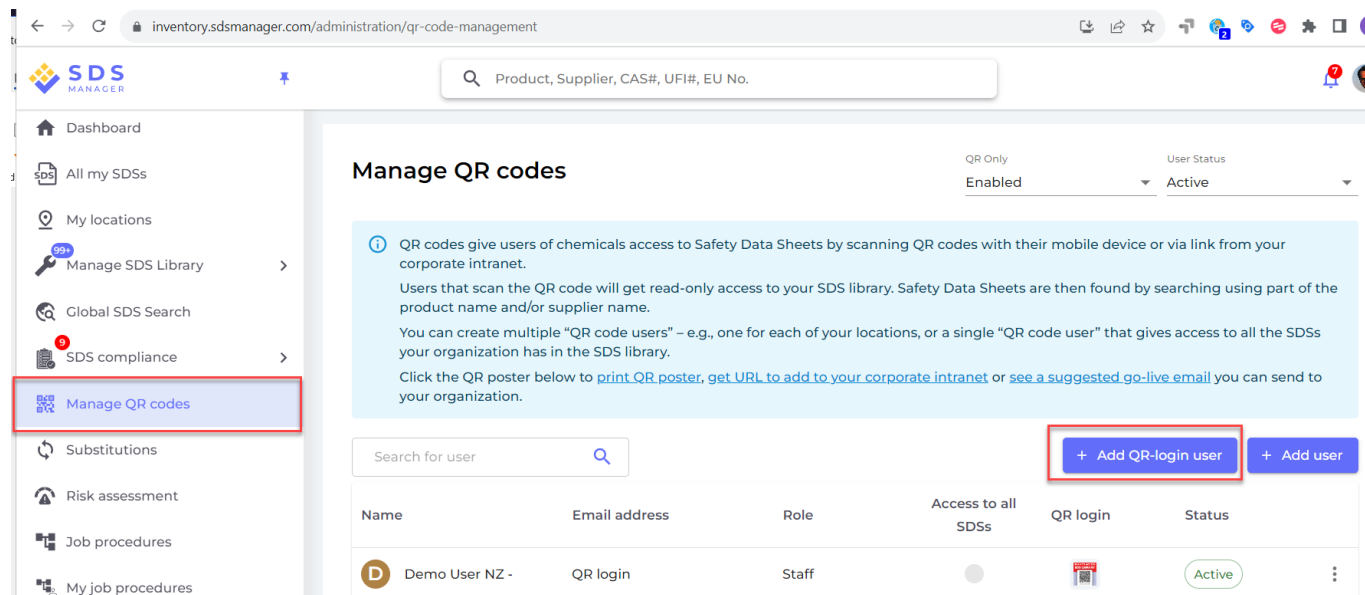 inventory.sdsmanager.com/administration/qr-code-management
2
SDS
MANAGER
Product, Supplier, CAS#, UFI#, EU No.
7
Dashboard
SDS
All my SDSs
My locations
99+
Manage SDS Library
Global SDS Search
9
SDS compliance
Manage QR codes
Substitutions
Risk assessment
Job procedures
My job procedures
Manage QR codes
QR Only
Enabled
User Status
Active
QR codes give users of chemicals access to Safety Data Sheets by scanning QR codes with their mobile device or via link from your
corporate intranet.
Users that scan the QR code will get read-only access to your SDS library. Safety Data Sheets are then found by searching using part of the
product name and/or supplier name.
You can create multiple “QR code users” – e.g., one for each of your locations, or a single “QR code user” that gives access to all the SDSs
your organization has in the SDS library.
Click the QR poster below to print QR poster, get URL to add to your corporate intranet or see a suggested go-live email you can send to
your organization.
Search for user
+ Add QR-login user
+ Add user
Name Email address Role Access to all
SDSs QR login Status
D Demo User NZ - QR login Staff Active